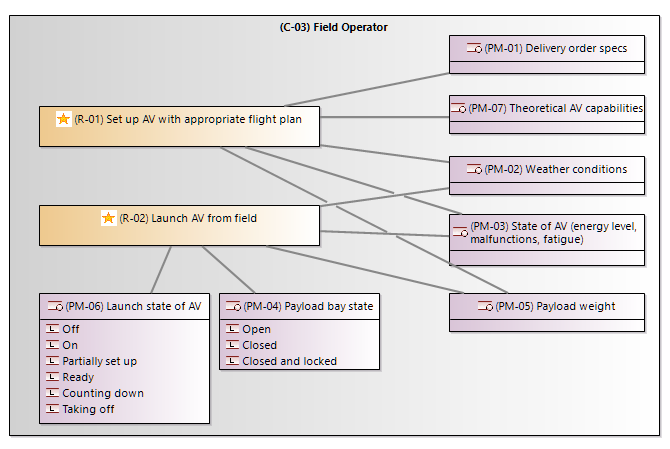 (C-03) Field Operator
(PM-01) Delivery order specs
(R-01) Set up AV with appropriate flight plan
(PM-07) Theoretical AV capabilities
(PM-02) Weather conditions
(R-02) Launch AV from field
(PM-03) State of AV (energy level,
malfunctions, fatigue)
(PM-06) Launch state of AV
Off
On
Partially set up
Ready
Counting down
Taking off
(PM-04) Payload bay state
Open
Closed
Closed and locked
(PM-05) Payload weight